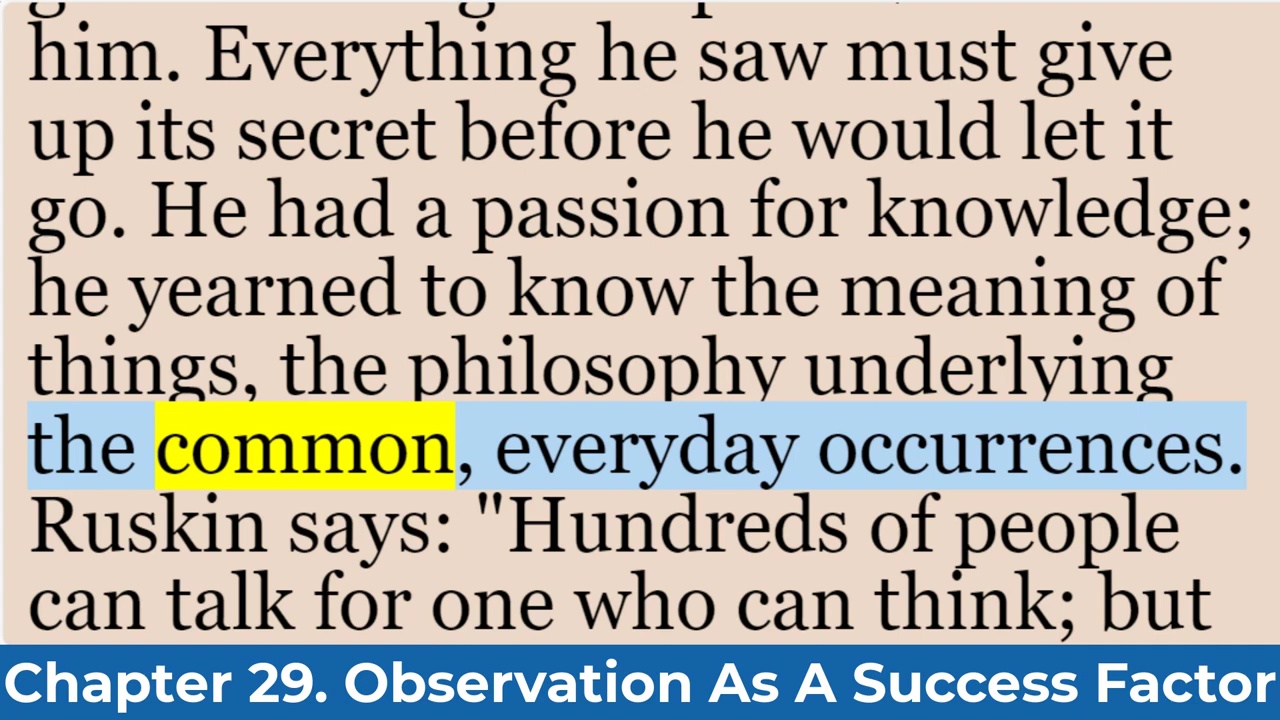 him. Everything he saw must give
up its secret before he would let it
go. He had a passion for knowledge;
he yearned to know the meaning of
things, the philosophy underlying
the common, everyday occurrences.
Ruskin says: "Hundreds of people
can talk for one who can think; but
Chapter 29. Observation As A Success Factor